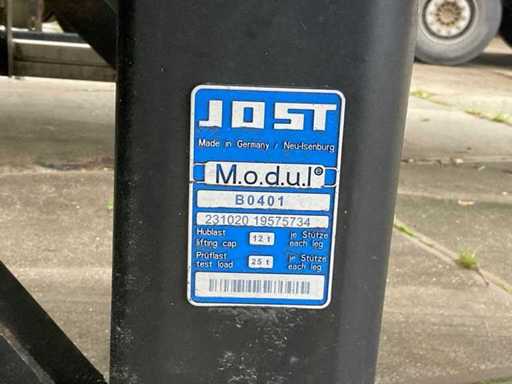 JOST
Made in Germany / Neu-Isenburg
M.o.d.u.l®
B0401
231020 19575734
Hublast 12 t je Stütze
lifting cap each leg
Prüflast 25 t je Stütze
test load each leg